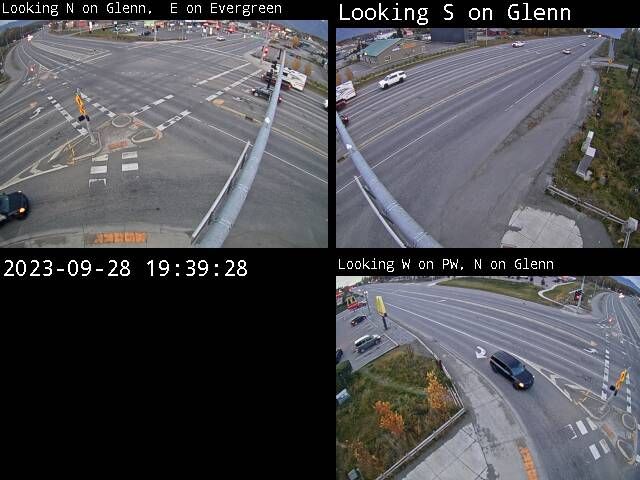 Looking N on Glenn,  E on Evergreen
Looking S on Glenn
2023-09-28 19:39:28
Looking W on PW, N on Glenn